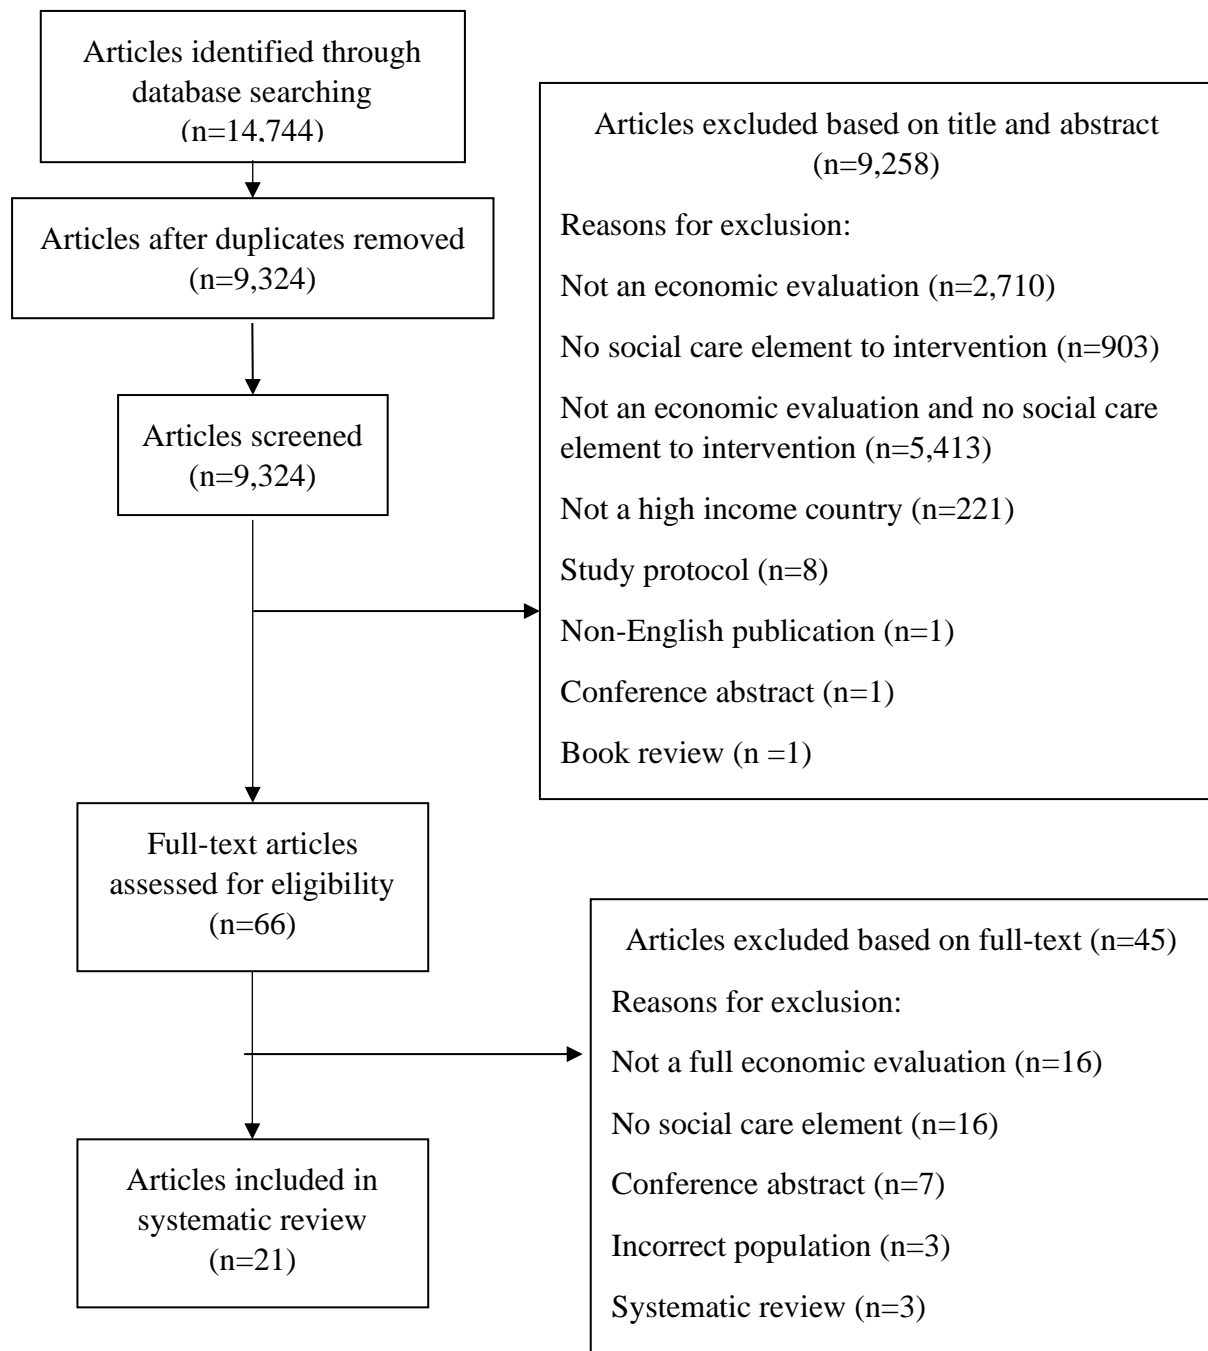 Articles identified through
database searching
(n=14,744)
Articles after duplicates removed
(n=9,324)
Articles screened
(n=9,324)
Articles excluded based on title and abstract
(n=9,258)
Reasons for exclusion:
Not an economic evaluation (n=2,710)
No social care element to intervention (n=903)
Not an economic evaluation and no social care
element to intervention (n=5,413)
Not a high income country (n=221)
Study protocol (n=8)
Non-English publication (n=1)
Conference abstract (n=1)
Book review (n =1)
Full-text articles
assessed for eligibility
(n=66)
Articles excluded based on full-text (n=45)
Reasons for exclusion:
Not a full economic evaluation (n=16)
No social care element (n=16)
Conference abstract (n=7)
Incorrect population (n=3)
Systematic review (n=3)
Articles included in
systematic review
(n=21)